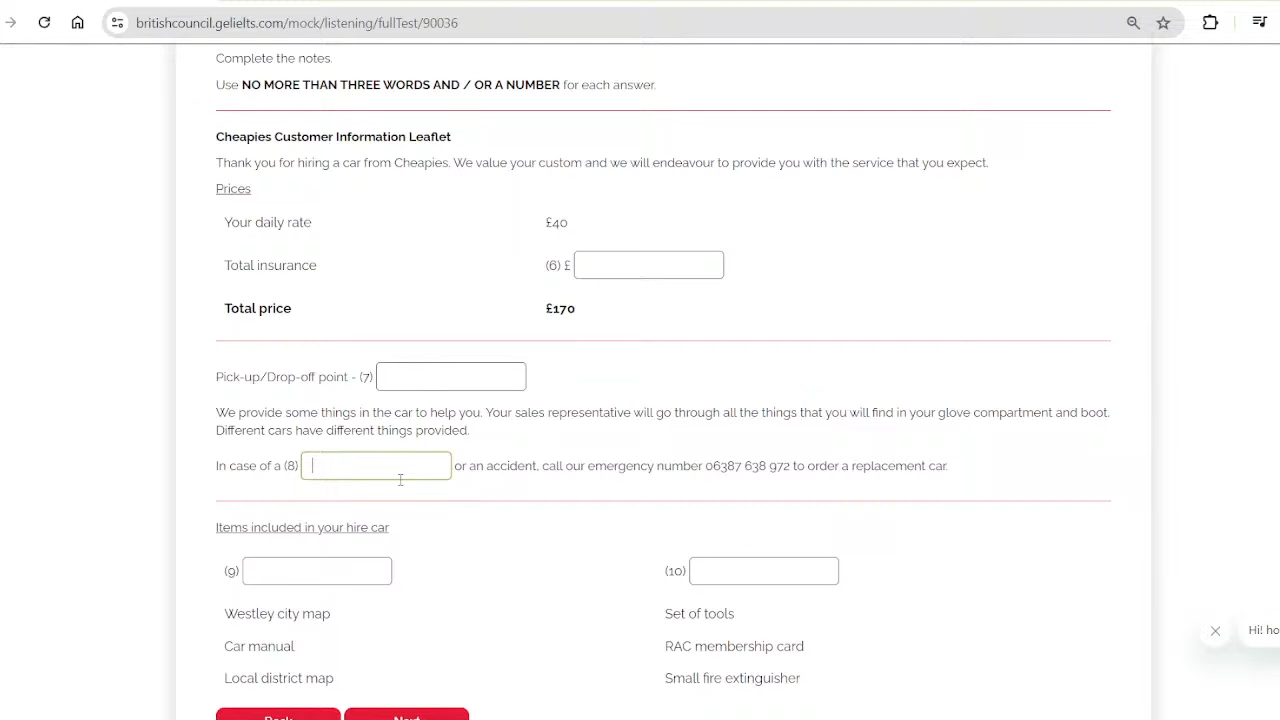 britishcouncil.gelielts.com/mock/listening/fullTest/90036
Complete the notes.
Use NO MORE THAN THREE WORDS AND / OR A NUMBER for each answer.
Cheapies Customer Information Leaflet
Thank you for hiring a car from Cheapies. We value your custom and we will endeavour to provide you with the service that you expect.
Prices
Your daily rate £40
Total insurance (6) £
Total price £170
Pick-up/Drop-off point - (7)
We provide some things in the car to help you. Your sales representative will go through all the things that you will find in your glove compartment and boot.
Different cars have different things provided.
In case of a (8) or an accident, call our emergency number 06387 638 972 to order a replacement car.
Items included in your hire car
(9) (10)
Westley city map Set of tools
Car manual RAC membership card
Local district map Small fire extinguisher
Back Next
Hi! ho